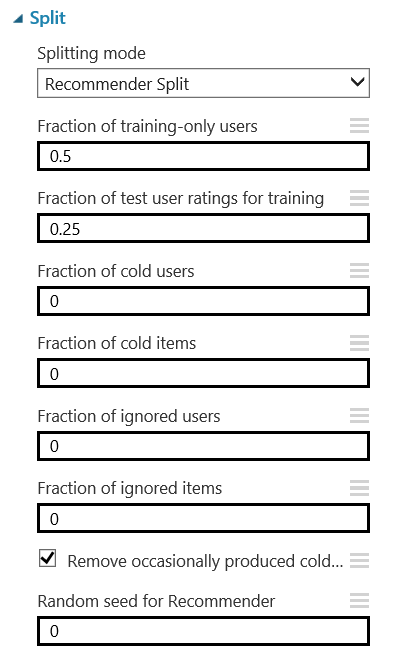 Split
Splitting mode
Recommender Split
Fraction of training-only users
0.5
Fraction of test user ratings for training
0.25
Fraction of cold users
0
Fraction of cold items
0
Fraction of ignored users
0
Fraction of ignored items
0
Remove occasionally produced cold...
Random seed for Recommender
0